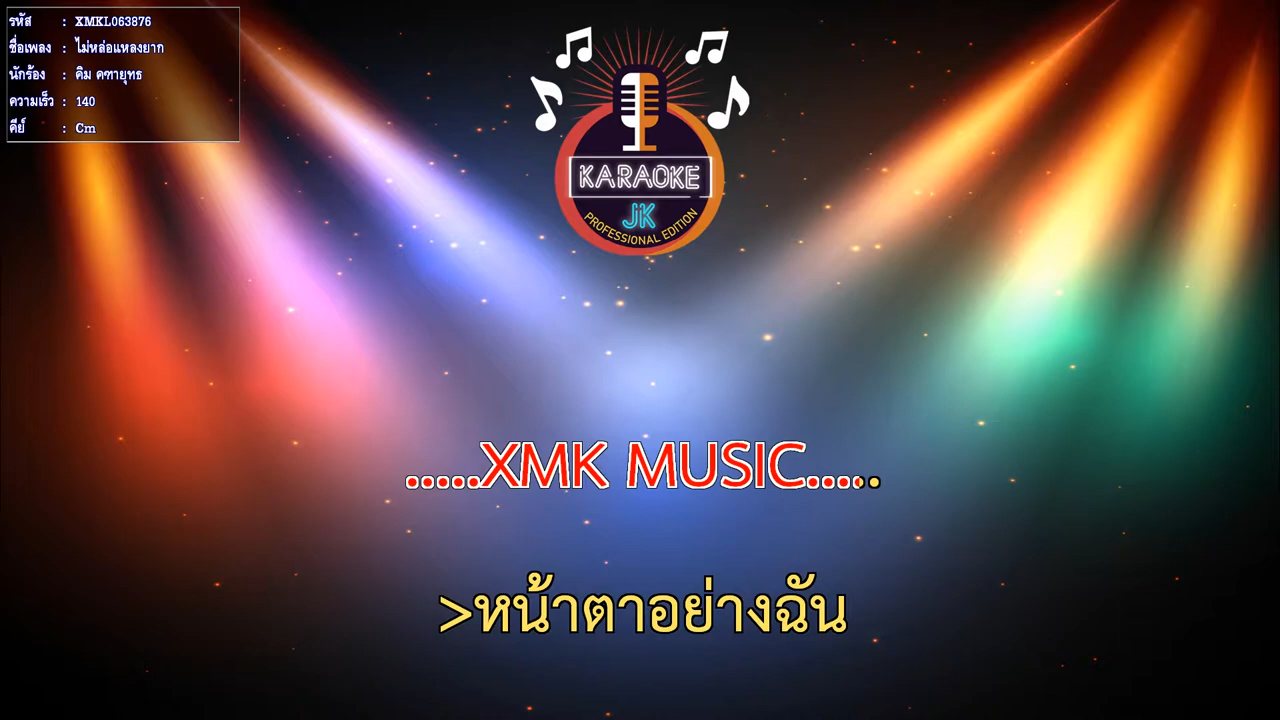 รหัส : XMKL063876
ชื่อเพลง : ไม่หล่อแหลงยาก
นักร้อง : คิม คฑายุทธ
ความเร็ว : 140
คีย์ : Cm
KARAOKE
JK
PROFESSIONAL EDITION
.....XMK MUSIC......
>หน้าตาอย่างฉัน